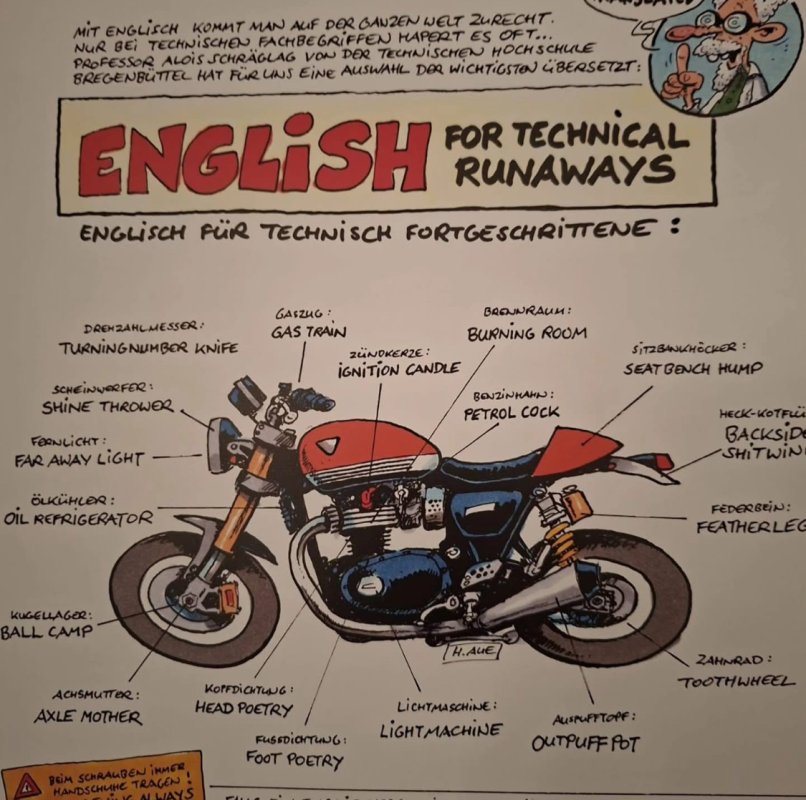 MIT ENGLISCH KOMMT MAN AUF DER GANZEN WELT ZURECHT.
NUR BEI TECHNISCHEN FACHBEGRIFFEN HAPERT ES OFT...
PROFESSOR ALOIS SCHRÄGLAG VON DER TECHNISCHEN HOCHSCHULE
BREGENBÜTTEL HAT FÜR UNS EINE AUSWAHL DER WICHTIGSTEN ÜBERSETZT:
ENGLiSH FOR TECHNICAL
RUNAWAYS
ENGLISCH FÜR TECHNISCH FORTGESCHRITTENE:
DREHZAHLMESSER:
TURNINGNUMBER KNIFE
GASZUG:
GAS TRAIN
BRENNRAUM:
BURNING ROOM
ZÜNDKERZE:
IGNITION CANDLE
SITZBANKHÖCKER:
SEATBENCH HUMP
SCHEINWERFER:
SHINE THROWER
BENZINHAHN:
PETROL COCK
HECK-KOTFLÜ
BACKSIDE
SHITWIN
FERNLICHT:
FAR AWAY LIGHT
ÖLKÜHLER:
OIL REFRIGERATOR
FEDERBEIN:
FEATHERLEG
KUGELLAGER:
BALL CAMP
H.AUE
ZAHNRAD:
TOOTHWHEEL
ACHSMUTTER:
AXLE MOTHER
KOPFDICHTUNG:
HEAD POETRY
LICHTMASCHINE:
LIGHTMACHINE
AUSPUFFTOPF:
OUTPUFF POT
FUSSDICHTUNG:
FOOT POETRY
BEIM SCHRAUBEN IMMER
HANDSCHUHE TRAGEN!
ALWAYS